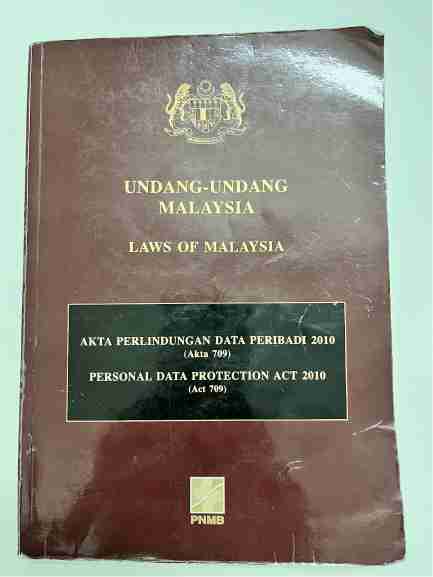 UNDANG-UNDANG
MALAYSIA
LAWS OF MALAYSIA
AKTA PERLINDUNGAN DATA PERIBADI 2010
(Akta 709)
PERSONAL DATA PROTECTION ACT 2010
(Act 709)
PNMB